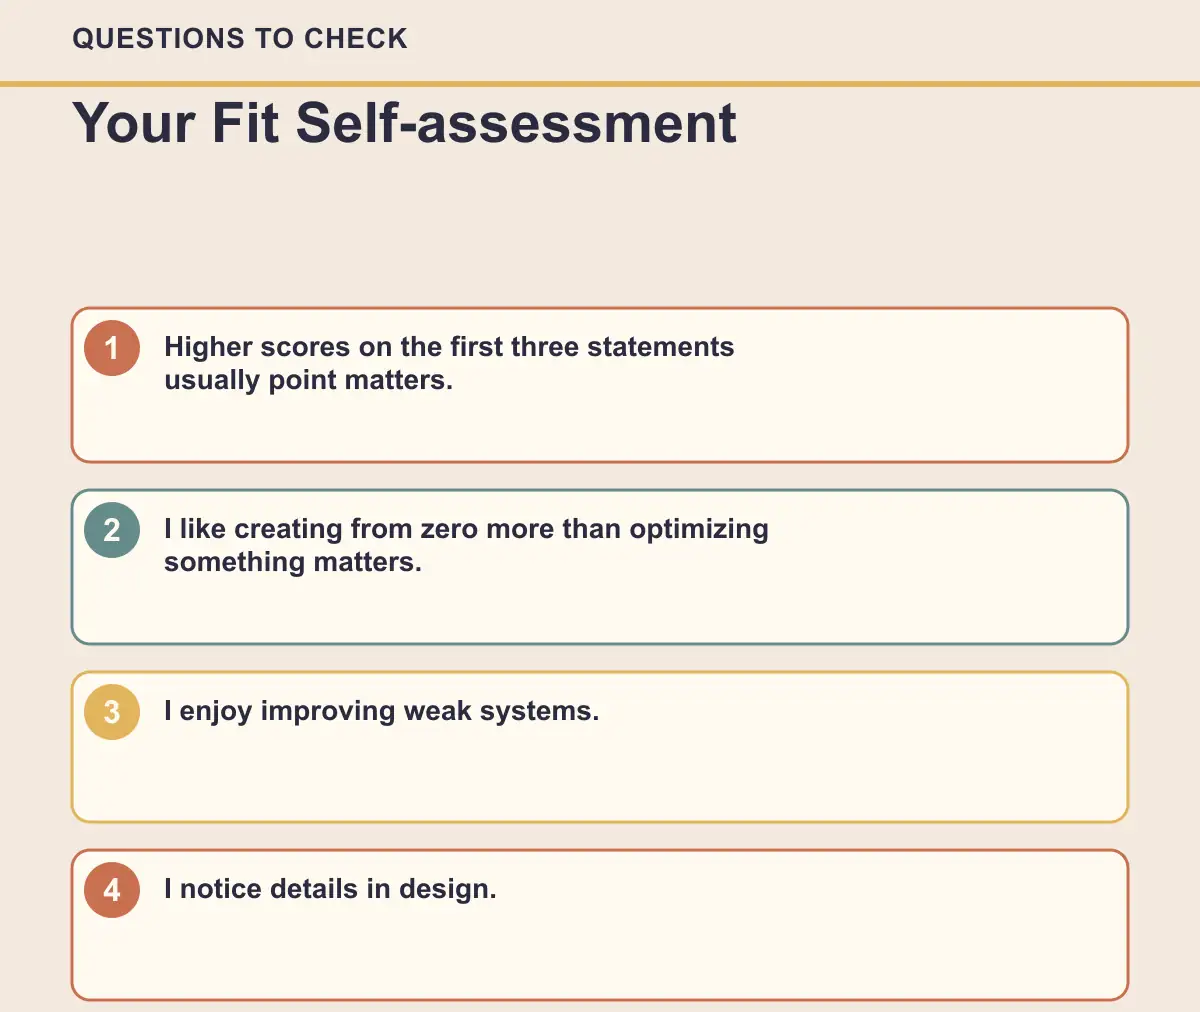 QUESTIONS TO CHECK
Your Fit Self-assessment
1
Higher scores on the first three statements
usually point matters.
2
I like creating from zero more than optimizing
something matters.
3
I enjoy improving weak systems.
4
I notice details in design.